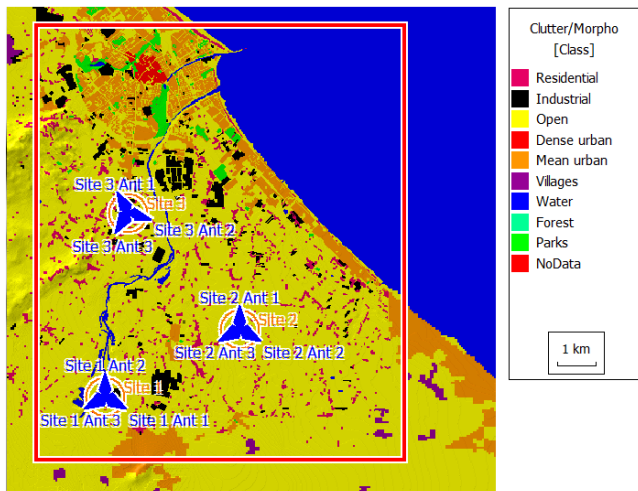 Site 3 Ant 1
Site 3
Site 3 Ant 2
Site 3 Ant 3
Site 2 Ant 1
Site 2
Site 2 Ant 3 Site 2 Ant 2
Site 1 Ant 2
Site 1
Site 1 Ant 3 Site 1 Ant 1
Clutter/Morpho
[Class]
Residential
Industrial
Open
Dense urban
Mean urban
Villages
Water
Forest
Parks
NoData
1 km